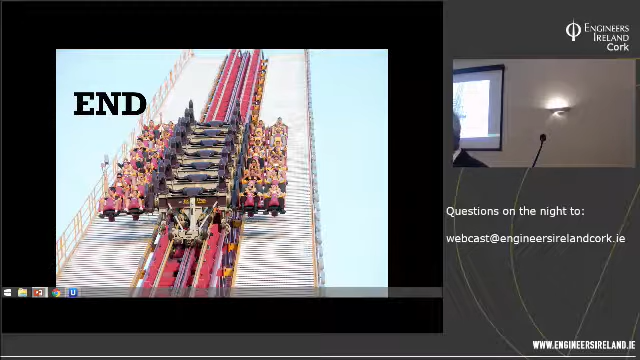 END
ENGINEERS
IRELAND
Cork
Questions on the night to:
webcast@engineersirelandcork.ie
WWW.ENGINEERSIRELAND.IE